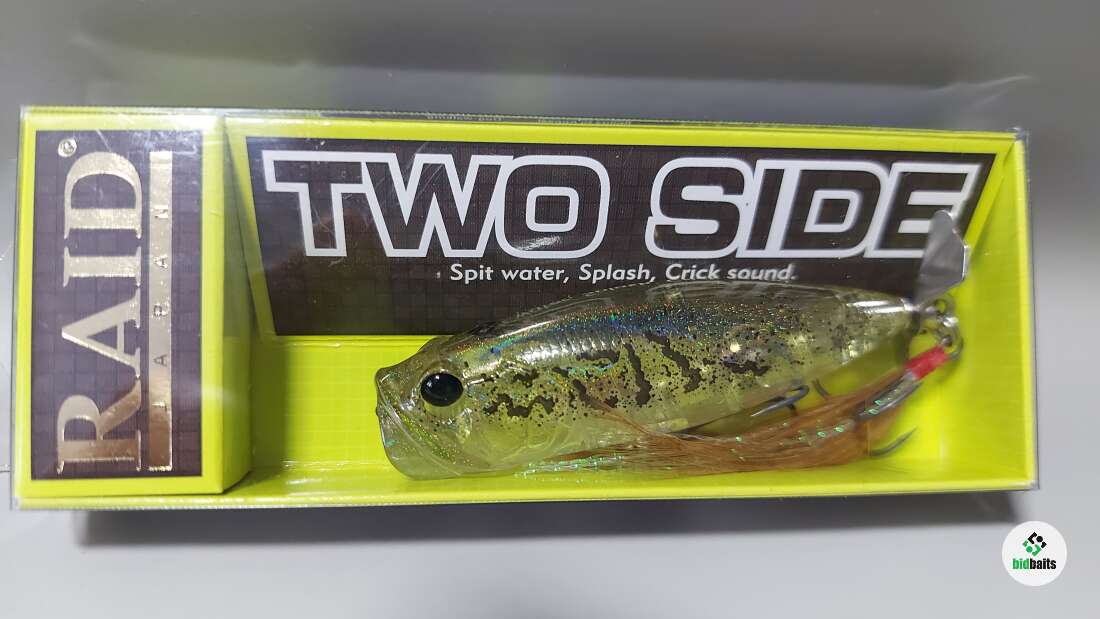 RAID®
JAPAN
TWO SIDE
Spit water, Splash, Crick sound.
bidbaits